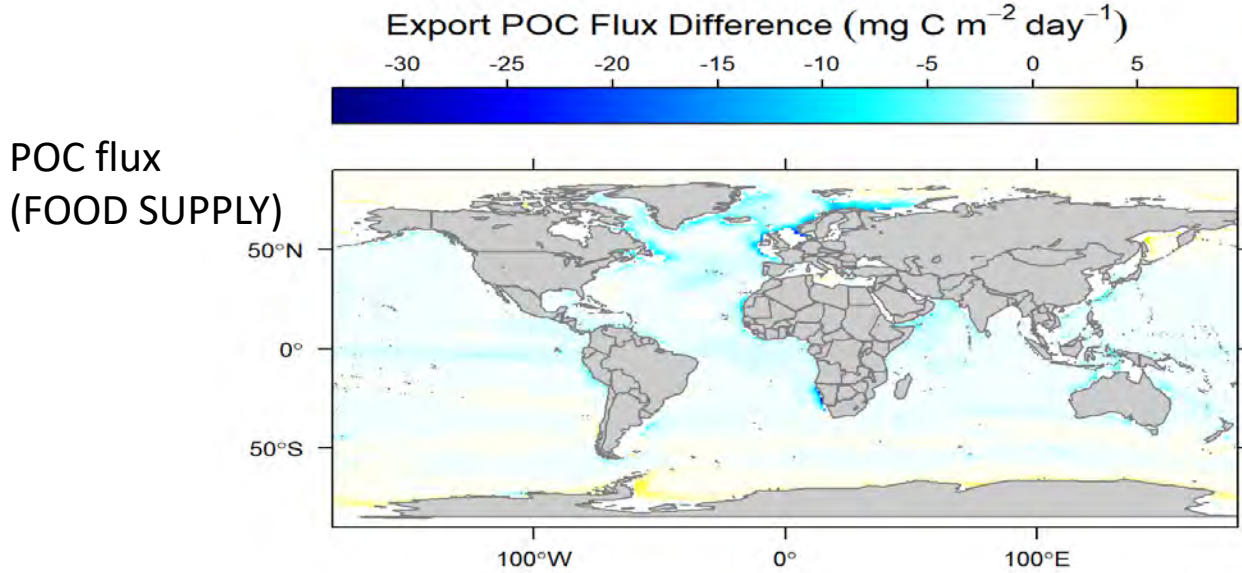 Export POC Flux Difference (mg C m⁻² day⁻¹)
-30 -25 -20 -15 -10 -5 0 5
POC flux
(FOOD SUPPLY)
50°N
0°
50°S
100°W 0° 100°E